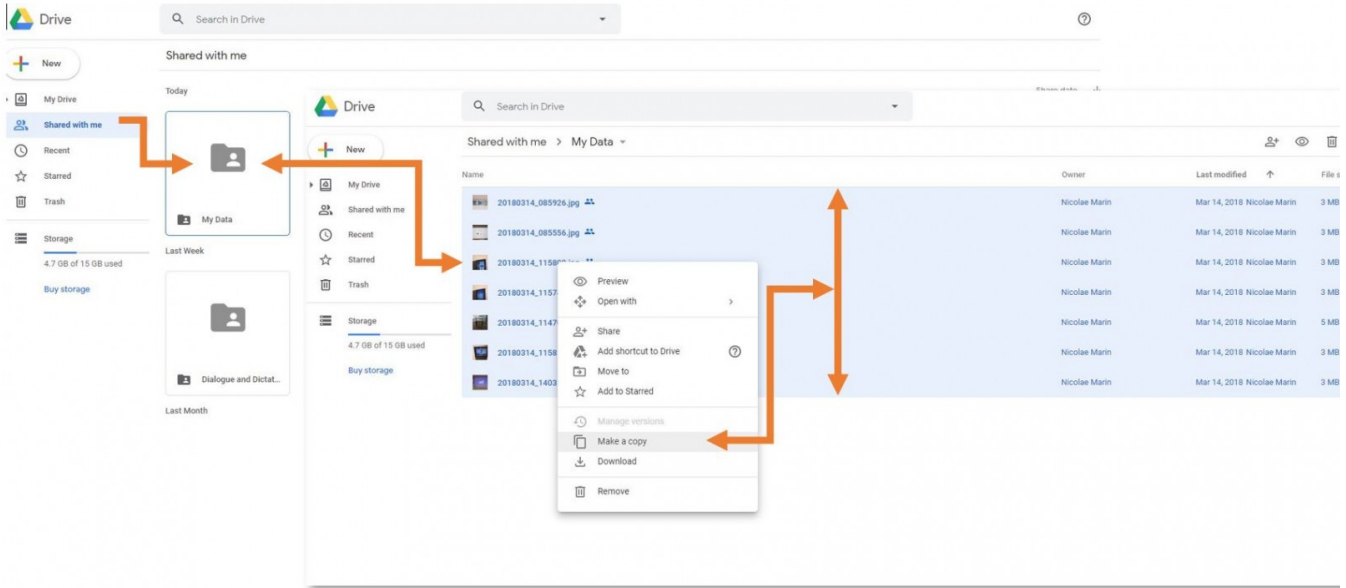 Drive
Search in Drive
New
Shared with me
My Drive
Shared with me
Recent
Starred
Trash
Storage
4.7 GB of 15 GB used
Buy storage
Today
My Data
Last Week
Dialogue and Dictat...
Last Month
Share date
Drive
Search in Drive
New
My Drive
Shared with me
Recent
Starred
Trash
Storage
4.7 GB of 15 GB used
Buy storage
Shared with me > My Data
Name Owner Last modified File s
20180314_085926.jpg Nicolae Marin Mar 14, 2018 Nicolae Marin 3 MB
20180314_085556.jpg Nicolae Marin Mar 14, 2018 Nicolae Marin 3 MB
Nicolae Marin Mar 14, 2018 Nicolae Marin 3 MB
20180314_1157 Nicolae Marin Mar 14, 2018 Nicolae Marin 3 MB
20180314_1147 Nicolae Marin Mar 14, 2018 Nicolae Marin 5 MB
20180314_1158 Nicolae Marin Mar 14, 2018 Nicolae Marin 3 MB
20180314_1403 Nicolae Marin Mar 14, 2018 Nicolae Marin 3 MB
Preview
Open with
Share
Add shortcut to Drive
Move to
Add to Starred
Manage versions
Make a copy
Download
Remove